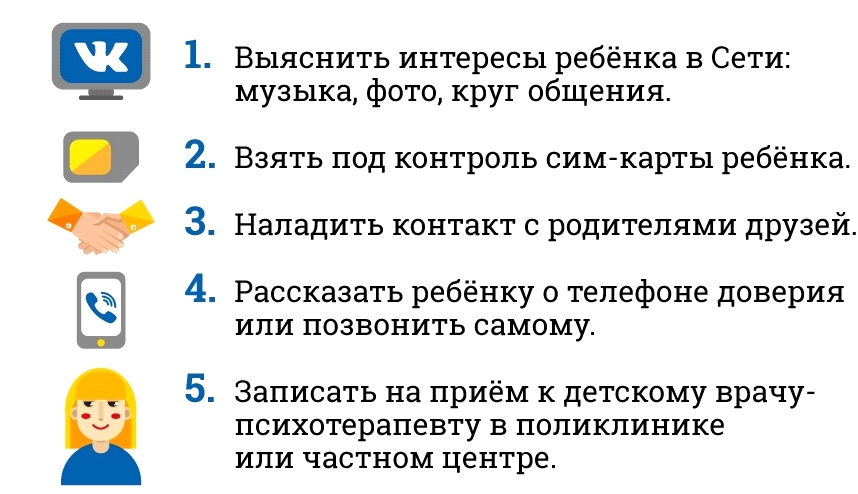 1. Выяснить интересы ребёнка в Сети:
музыка, фото, круг общения.
2. Взять под контроль сим-карты ребёнка.
3. Наладить контакт с родителями друзей.
4. Рассказать ребёнку о телефоне доверия
или позвонить самому.
5. Записать на приём к детскому врачу-
психотерапевту в поликлинике
или частном центре.